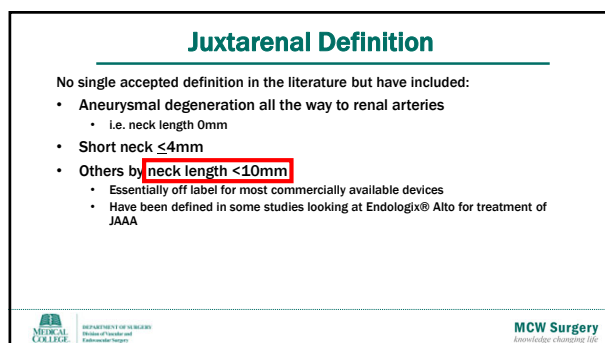 Juxtarenal Definition
No single accepted definition in the literature but have included:
• Aneurysmal degeneration all the way to renal arteries
• i.e. neck length 0mm
• Short neck ≤4mm
• Others by neck length <10mm
• Essentially off label for most commercially available devices
• Have been defined in some studies looking at Endologix® Alto for treatment of
JAAA
MEDICAL
COLLEGE
DEPARTMENT OF SURGERY
Division of Vascular and
Endovascular Surgery
MCW Surgery
knowledge changing life